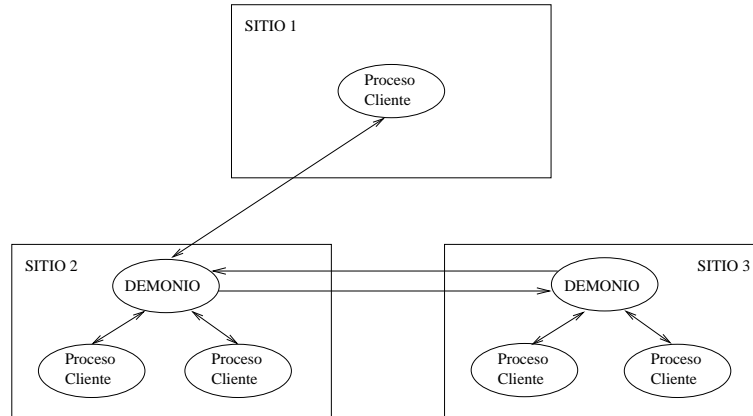 SITIO 1
Proceso
Cliente
SITIO 2
DEMONIO
Proceso
Cliente
Proceso
Cliente
SITIO 3
DEMONIO
Proceso
Cliente
Proceso
Cliente